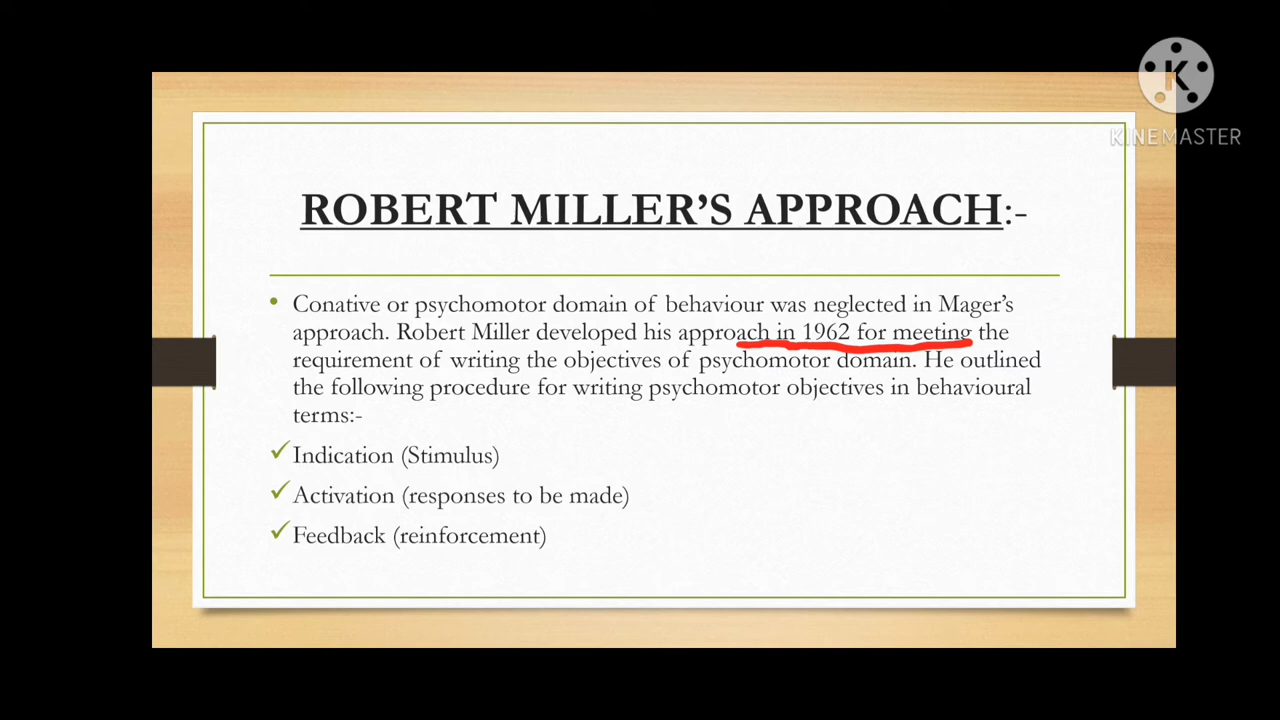 KINEMASTER
ROBERT MILLER’S APPROACH:-
• Conative or psychomotor domain of behaviour was neglected in Mager’s
approach. Robert Miller developed his approach in 1962 for meeting the
requirement of writing the objectives of psychomotor domain. He outlined
the following procedure for writing psychomotor objectives in behavioural
terms:-
✓ Indication (Stimulus)
✓ Activation (responses to be made)
✓ Feedback (reinforcement)